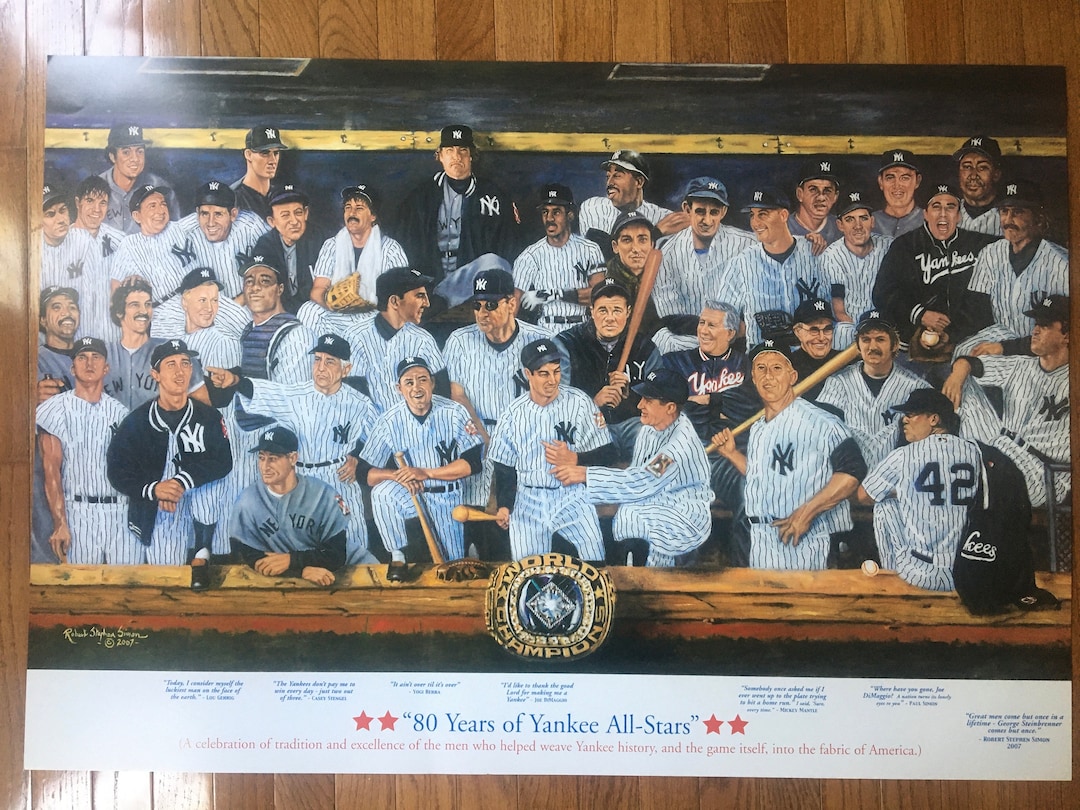 NY
Yankees
NEW YORK
Yankees
42
kees
WORLD
CHAMPIONS
Robert Stephen Simon
- © 2007 -
"Today, I consider myself the
luckiest man on the face of
the earth." - LOU GEHRIG
"The Yankees don't pay me to
win every day - just two out
of three." - CASEY STENGEL
"It ain't over til it's over"
- YOGI BERRA
"I'd like to thank the good
Lord for making me a
Yankee" - JOE DIMAGGIO
"Somebody once asked me if I
ever went up to the plate trying
to hit a home run. I said, 'Sure,
every time.'" - MICKEY MANTLE
"Where have you gone, Joe
DiMaggio? A nation turns its lonely
eyes to you" - PAUL SIMON
"Great men come but once in a
lifetime - George Steinbrenner
comes but once."
- ROBERT STEPHEN SIMON
2007
"80 Years of Yankee All-Stars"
(A celebration of tradition and excellence of the men who helped weave Yankee history, and the game itself, into the fabric of America.)